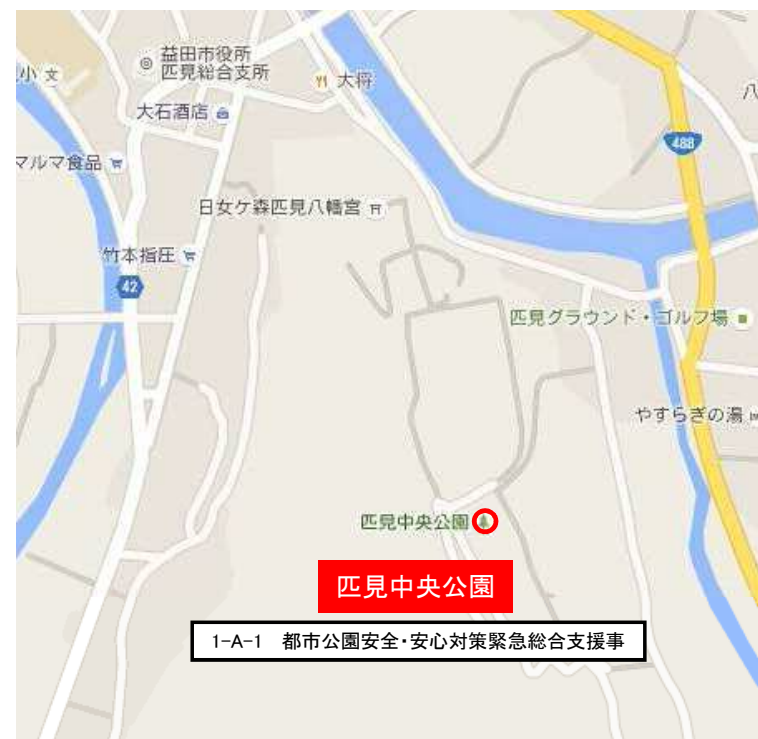 益田市役所
匹見総合支所
小 文
大将
八
大石酒店
488
マルマ食品
日女ケ森匹見八幡宮
竹本指圧
42
匹見グラウンド・ゴルフ場
やすらぎの湯
匹見中央公園
匹見中央公園
1-A-1 都市公園安全・安心対策緊急総合支援事